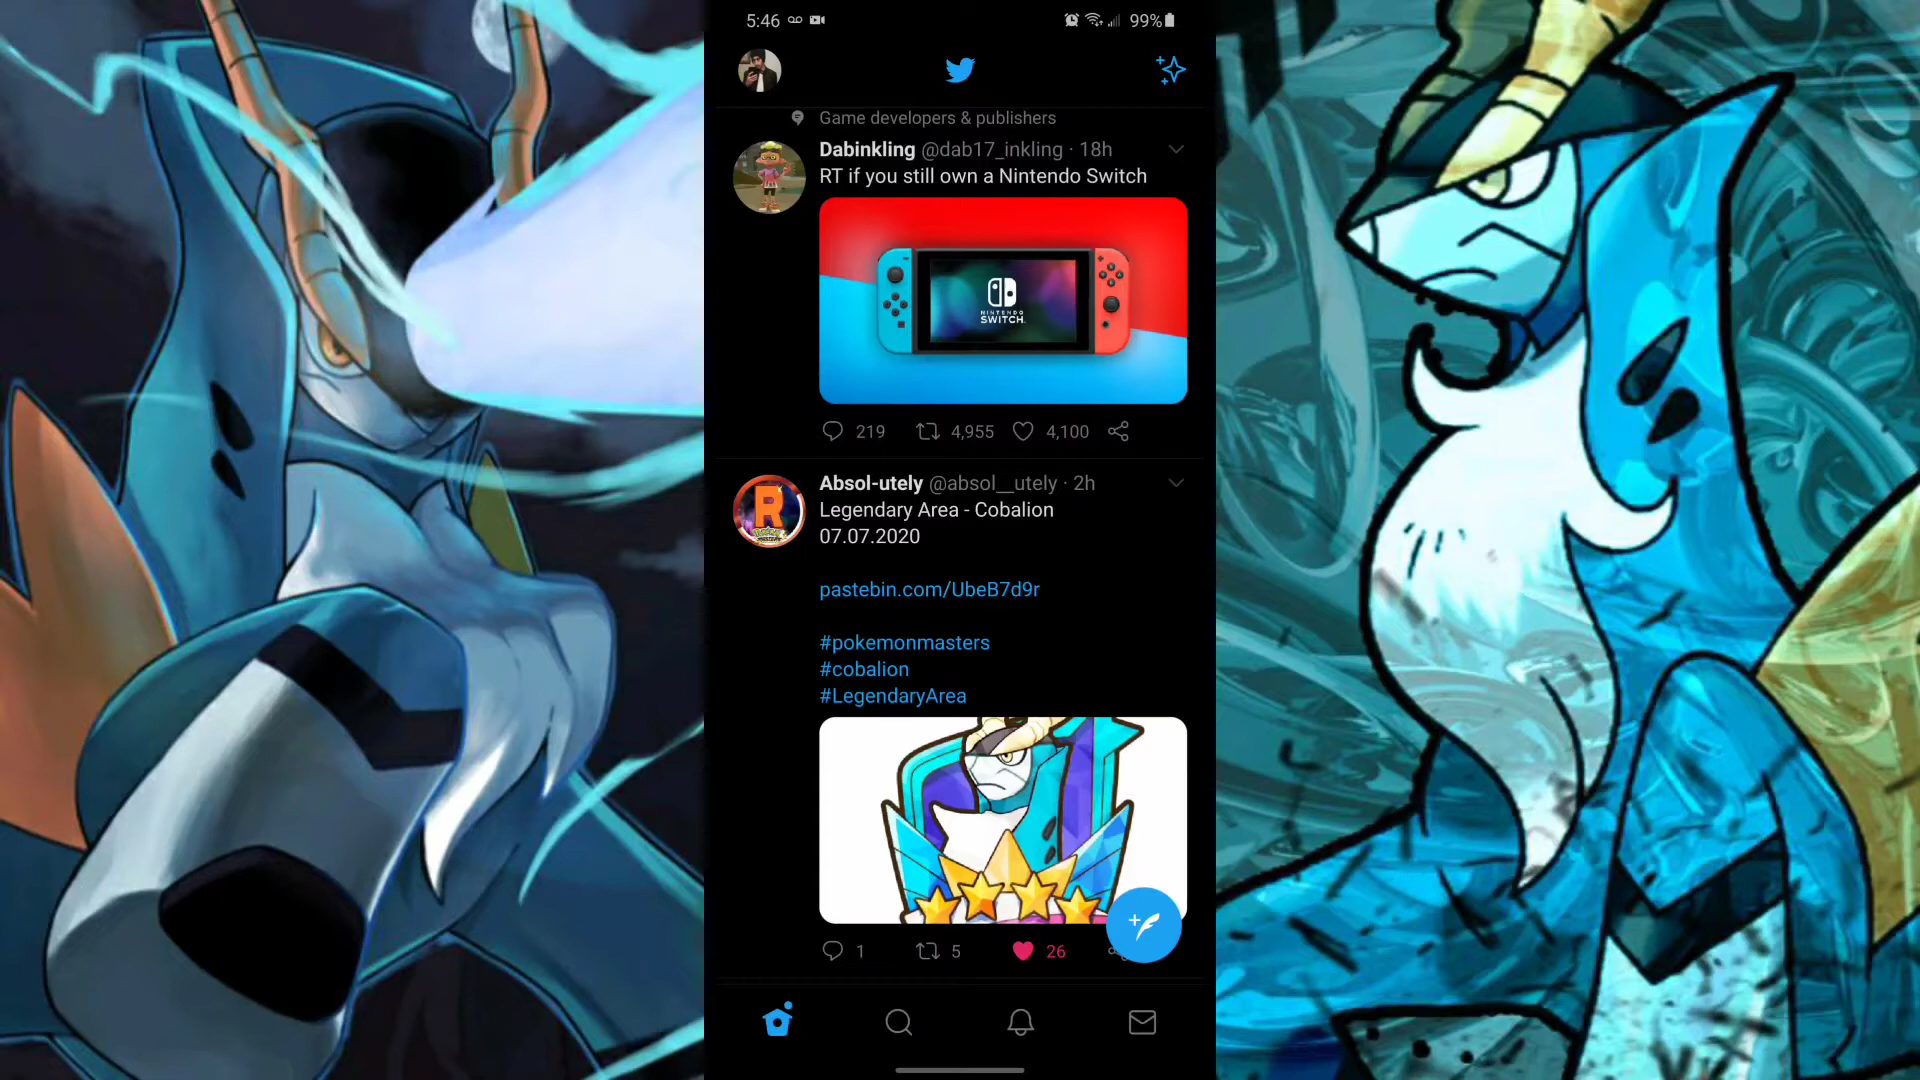 5:46
99%
Game developers & publishers
Dabinkling @dab17_inkling · 18h
RT if you still own a Nintendo Switch
NINTENDO
SWITCH
219 4,955 4,100
Absol-utely @absol__utely · 2h
Legendary Area - Cobalion
07.07.2020
pastebin.com/UbeB7d9r
#pokemonmasters
#cobalion
#LegendaryArea
R
1 5 26